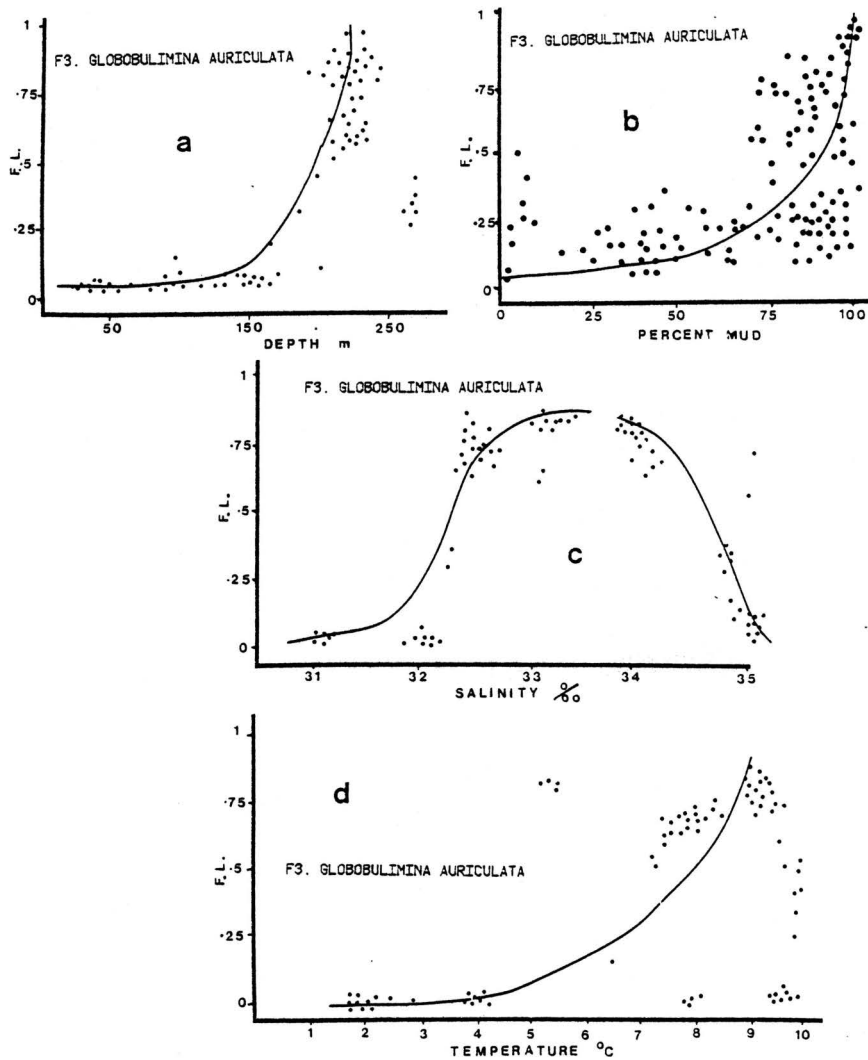 1
F3. GLOBOBULIMINA AURICULATA
.75
a
F.L.
.5
.25
0
50
150
250
DEPTH m
1
F3. GLOBOBULIMINA AURICULATA
.75
b
F.L.
.5
.25
0
0
25
50
75
100
PERCENT MUD
1
F3. GLOBOBULIMINA AURICULATA
.75
F.L.
.5
c
.25
0
31
32
33
34
35
SALINITY ‰
1
d
.75
F3. GLOBOBULIMINA AURICULATA
F.L.
.5
.25
0
1
2
3
4
5
6
7
8
9
10
TEMPERATURE °C